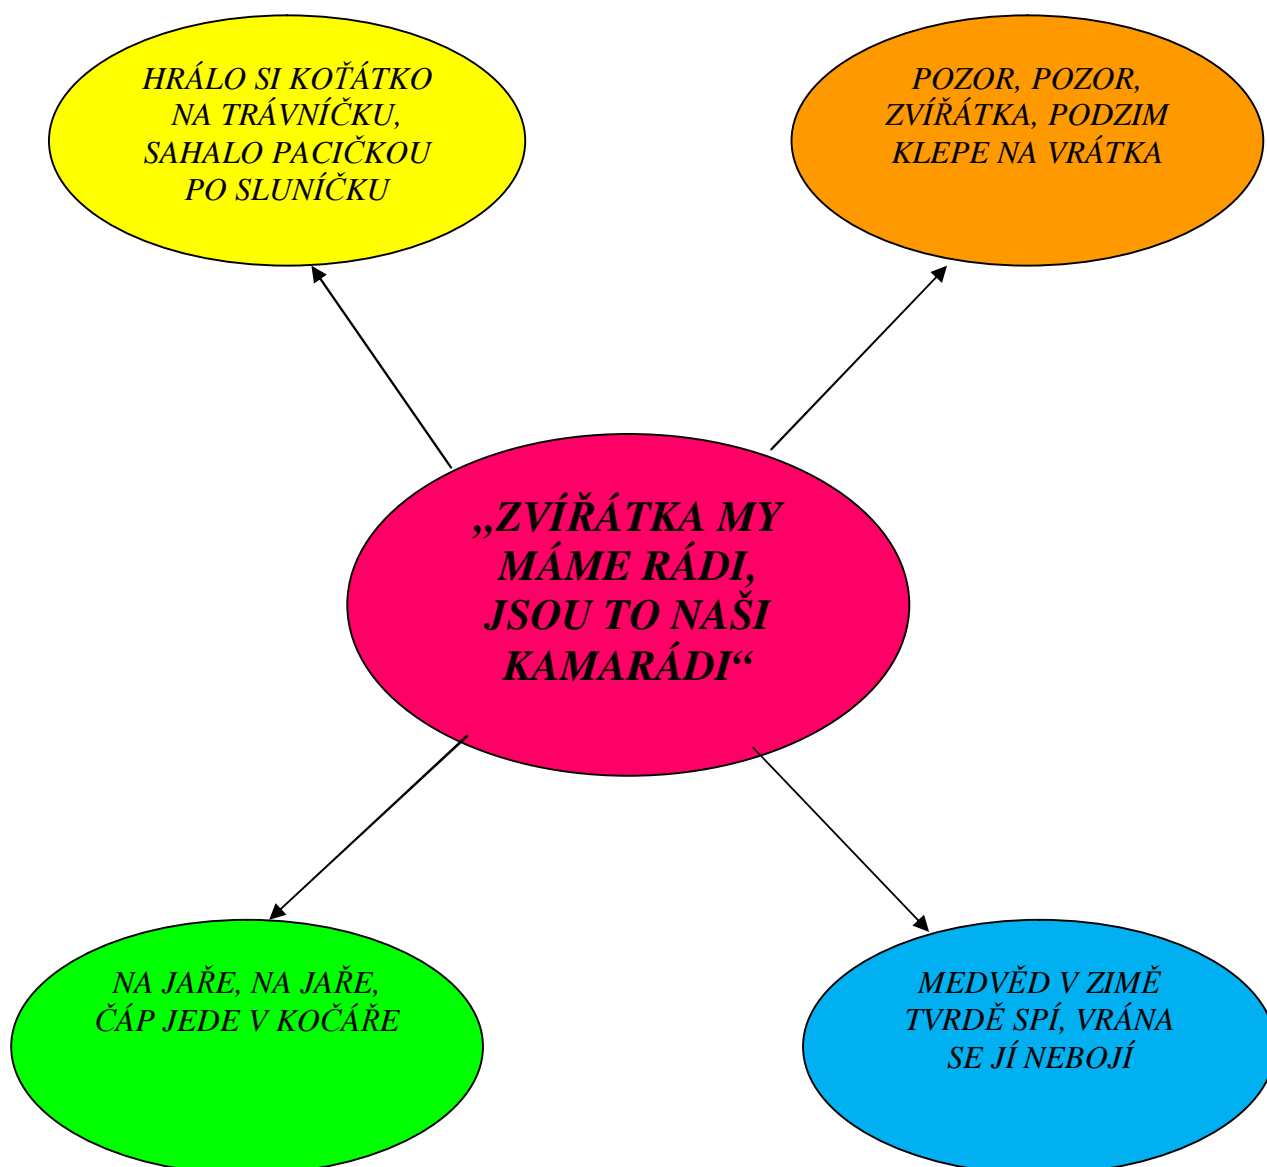 HRÁLO SI KOŤÁTKO
NA TRÁVNÍČKU,
SAHALO PACIČKOU
PO SLUNÍČKU
POZOR, POZOR,
ZVÍŘÁTKA, PODZIM
KLEPE NA VRÁTKA
„ZVÍŘÁTKA MY
MÁME RÁDI,
JSOU TO NAŠI
KAMARÁDI“
NA JAŘE, NA JAŘE,
ČÁP JEDE V KOČÁŘE
MEDVĚD V ZIMĚ
TVRDĚ SPÍ, VRÁNA
SE JÍ NEBOJÍ